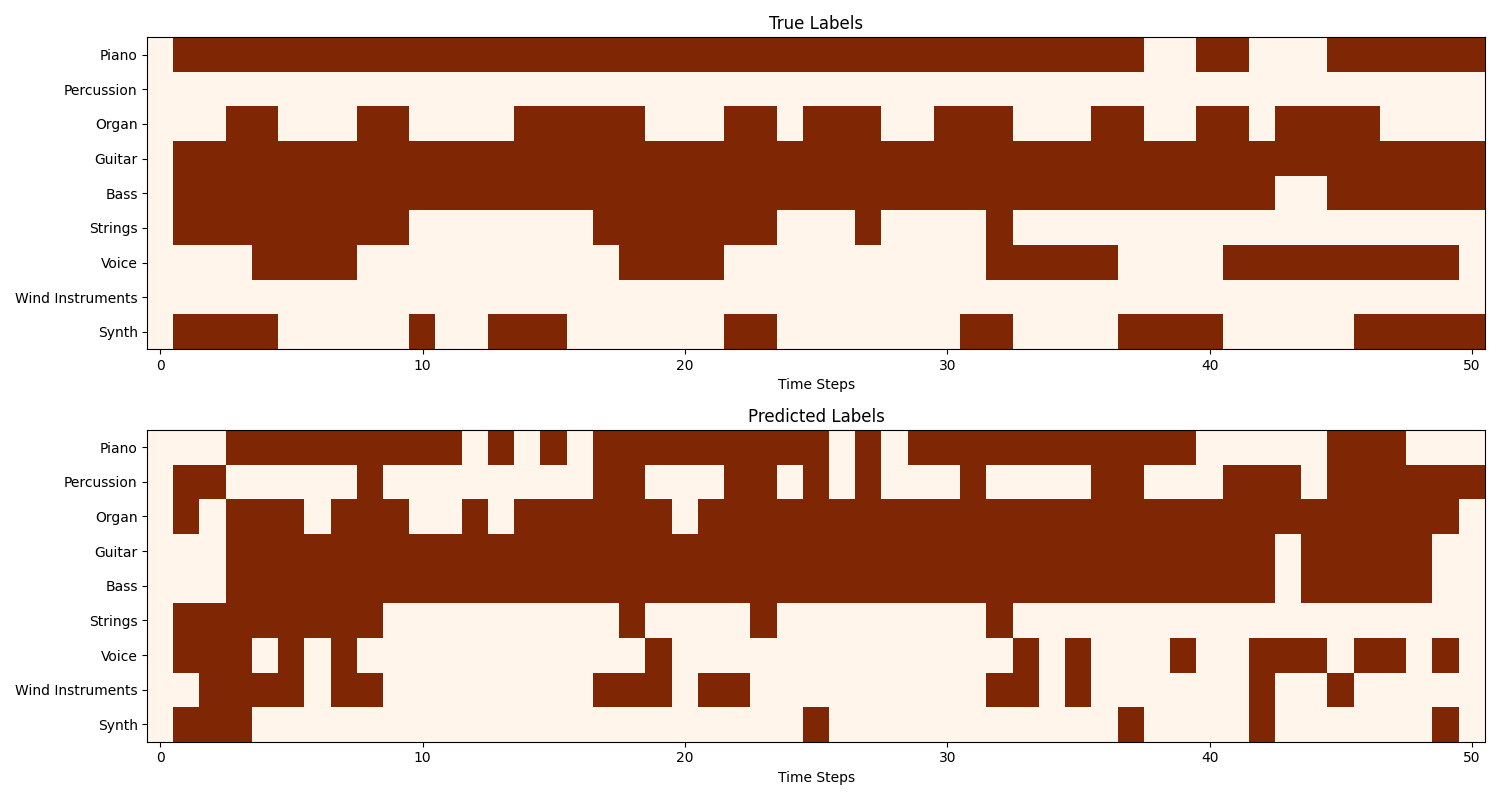 True Labels
Piano
Percussion
Organ
Guitar
Bass
Strings
Voice
Wind Instruments
Synth
0 10 20 30 40 50
Time Steps
Predicted Labels
Piano
Percussion
Organ
Guitar
Bass
Strings
Voice
Wind Instruments
Synth
0 10 20 30 40 50
Time Steps